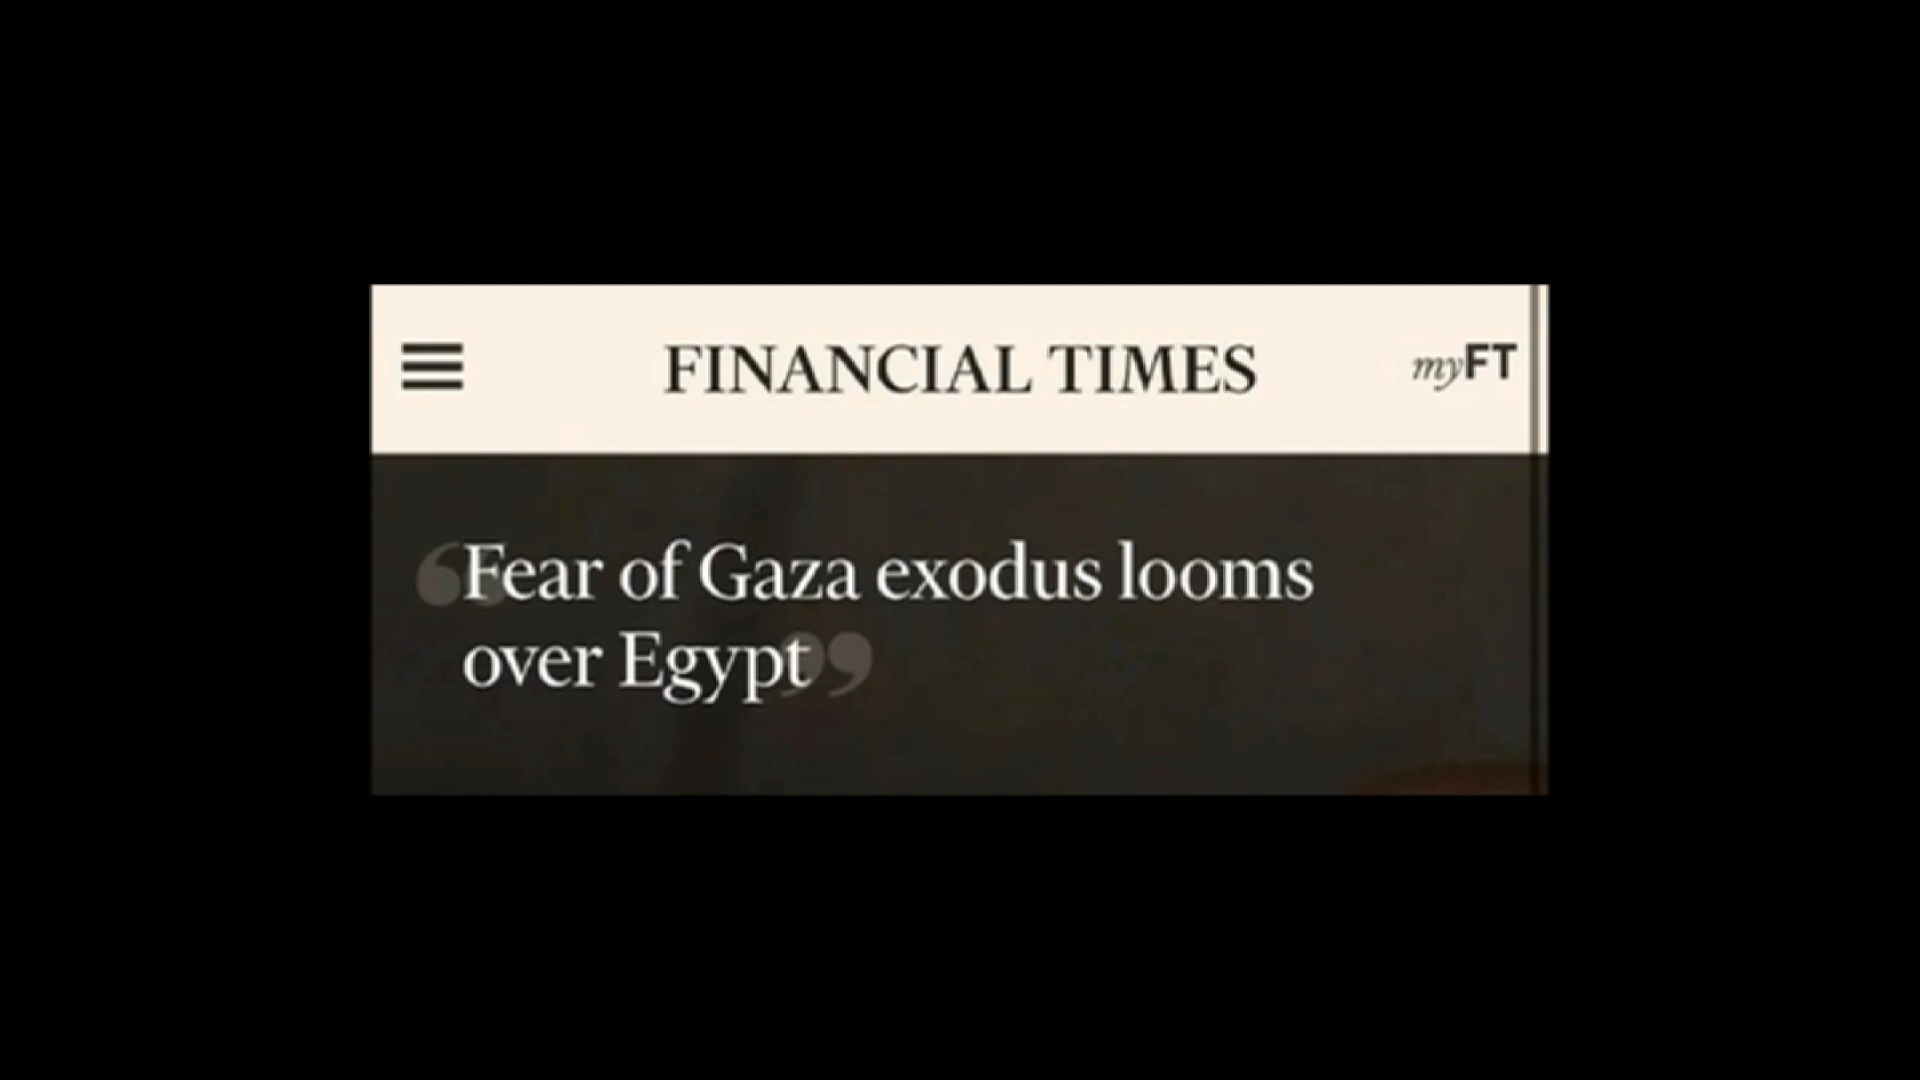 FINANCIAL TIMES
myFT
“Fear of Gaza exodus looms
over Egypt”